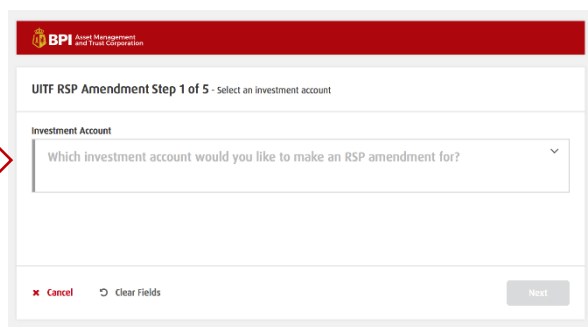 BPI Asset Management
and Trust Corporation
UITF RSP Amendment Step 1 of 5 - Select an investment account
Investment Account
Which investment account would you like to make an RSP amendment for?
Cancel Clear Fields Next